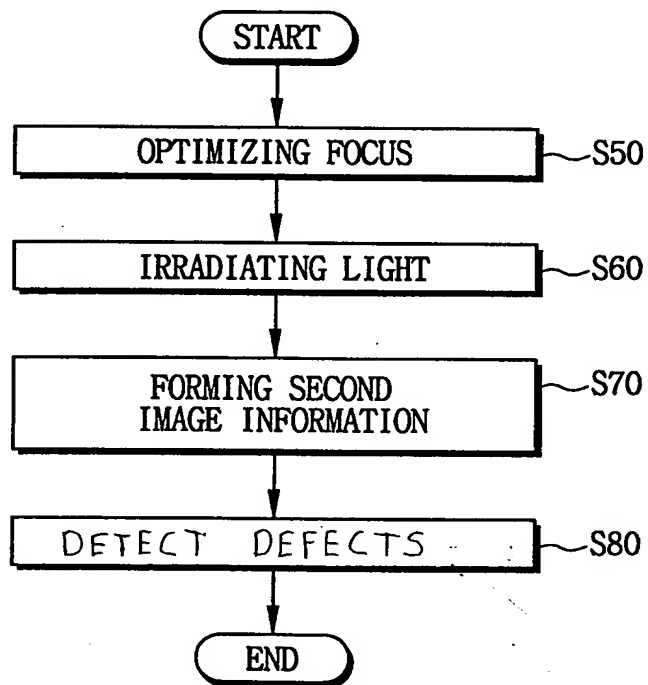 START
OPTIMIZING FOCUS
S50
IRRADIATING LIGHT
S60
FORMING SECOND
IMAGE INFORMATION
S70
DETECT DEFECTS
S80
END